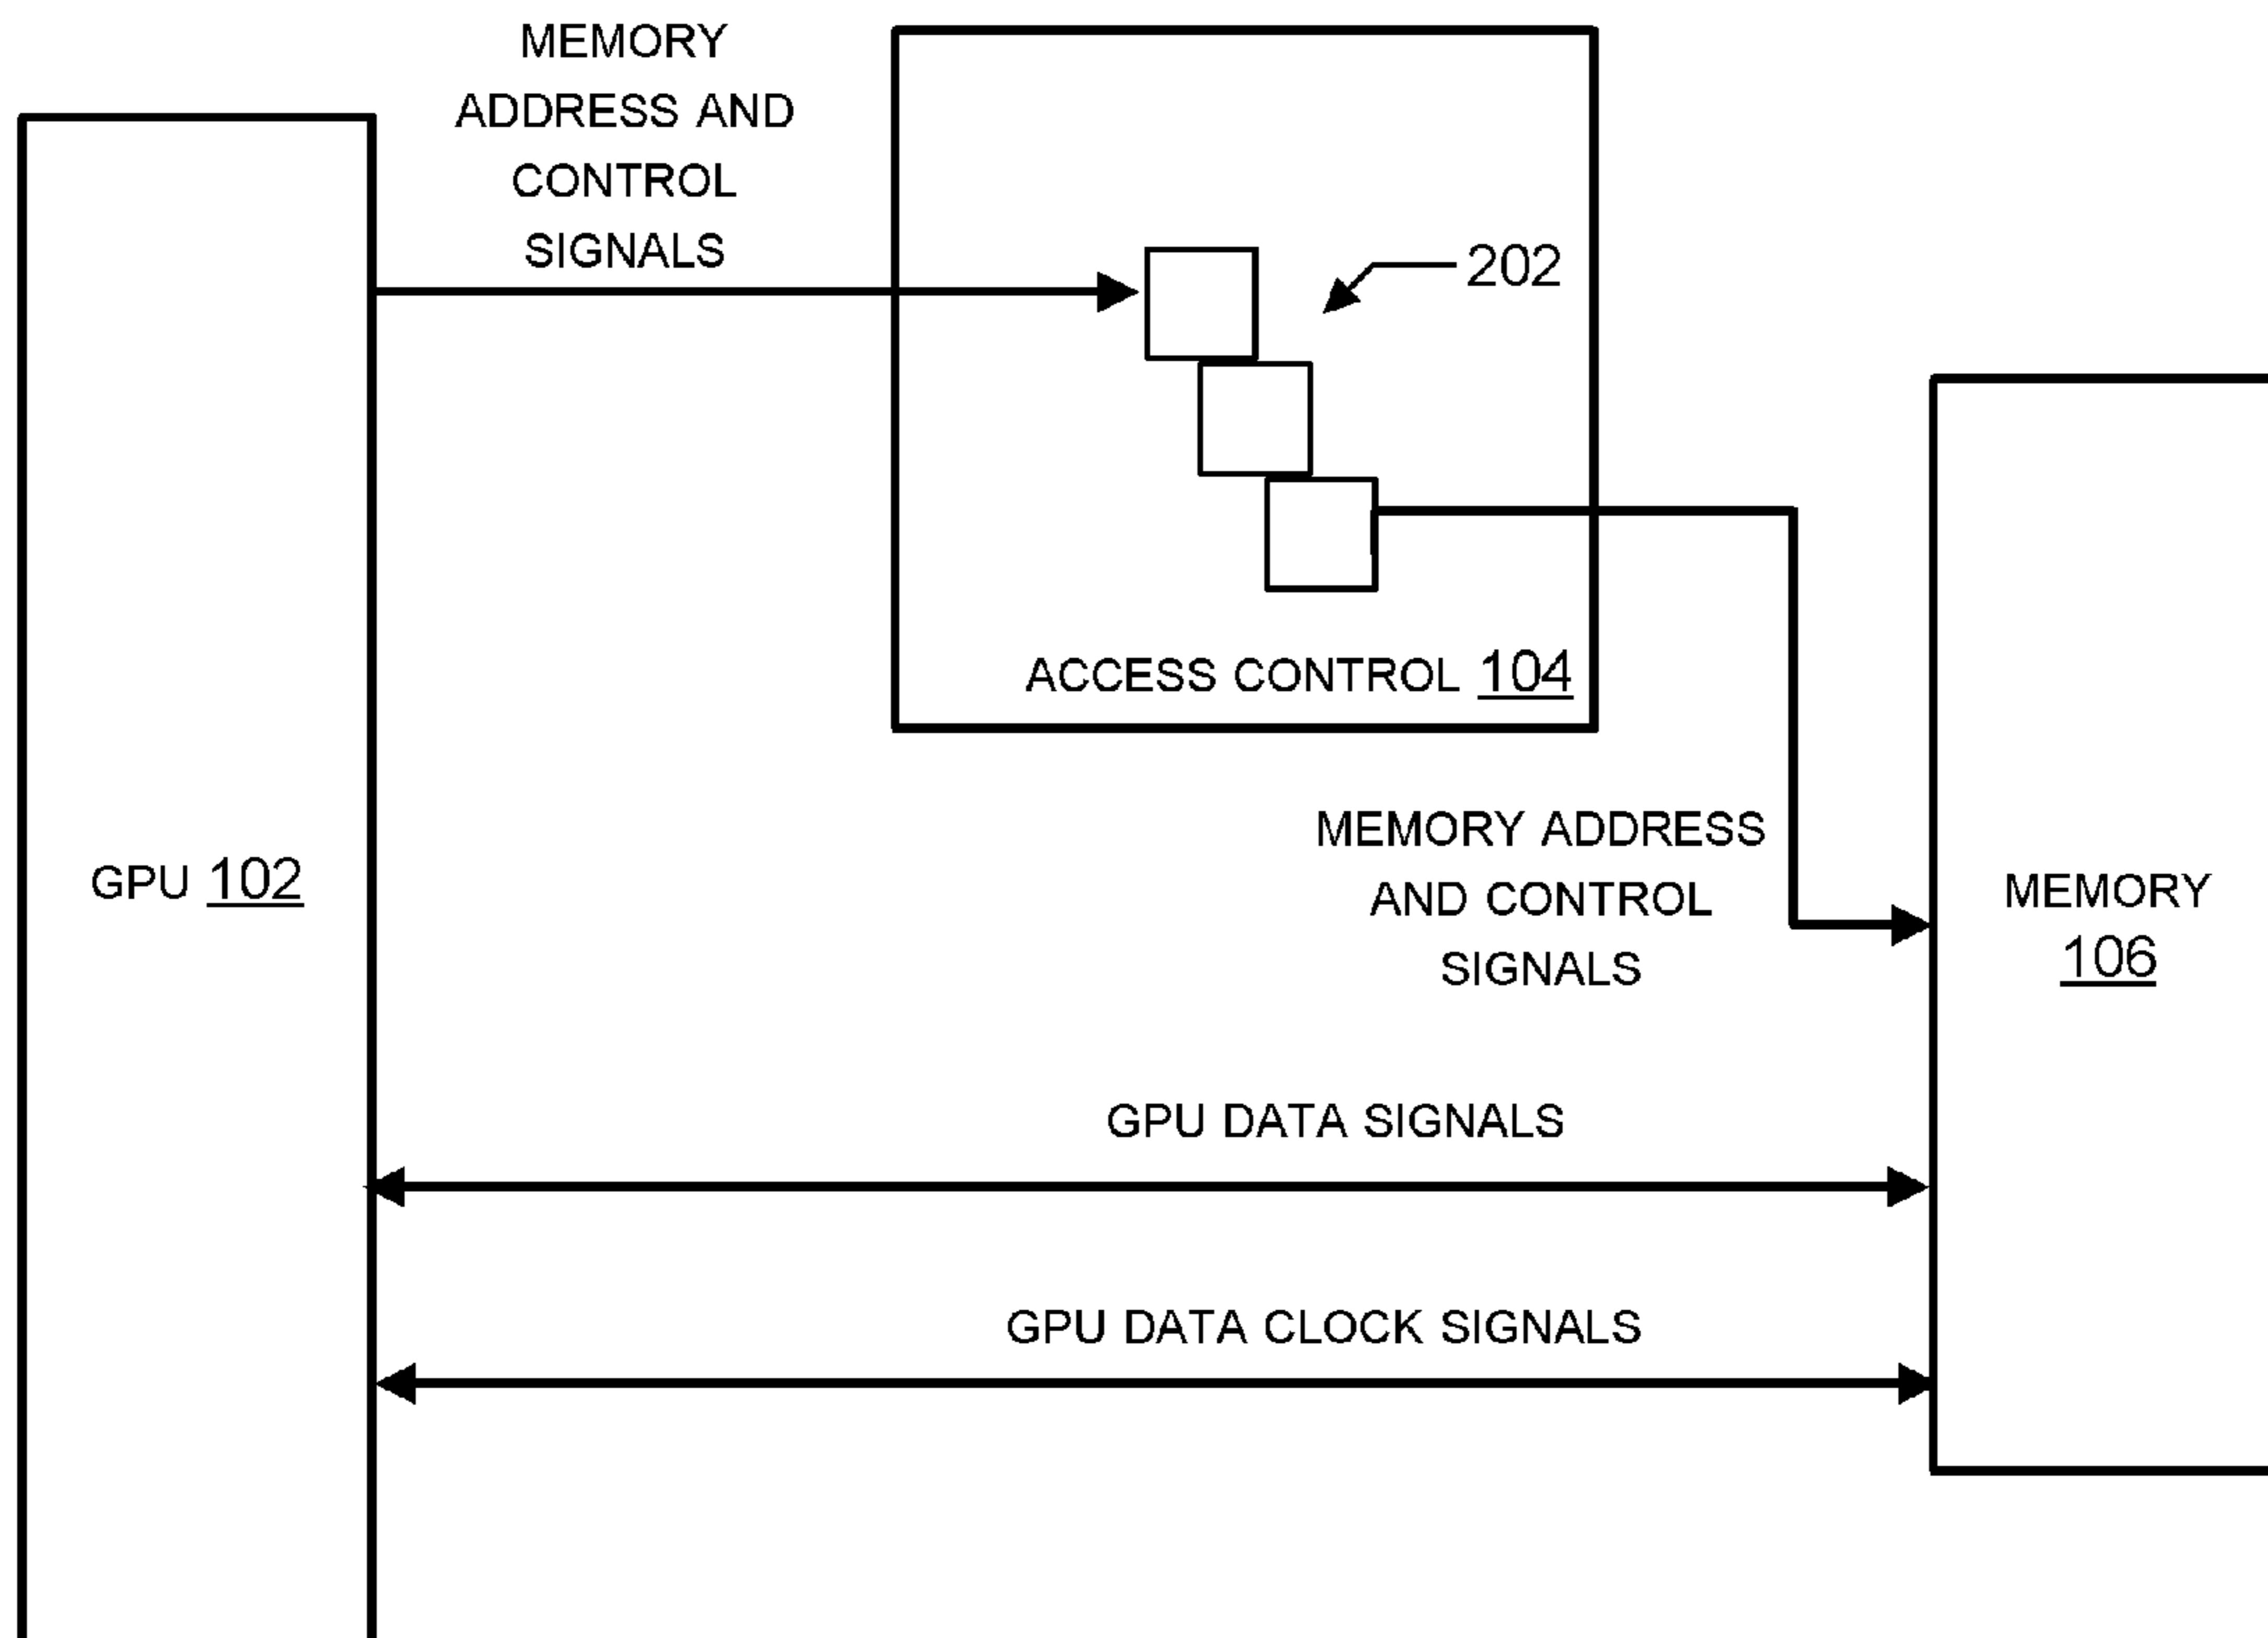 MEMORY
ADDRESS AND
CONTROL
SIGNALS
202
ACCESS CONTROL 104
GPU 102
MEMORY ADDRESS
AND CONTROL
SIGNALS
MEMORY
106
GPU DATA SIGNALS
GPU DATA CLOCK SIGNALS